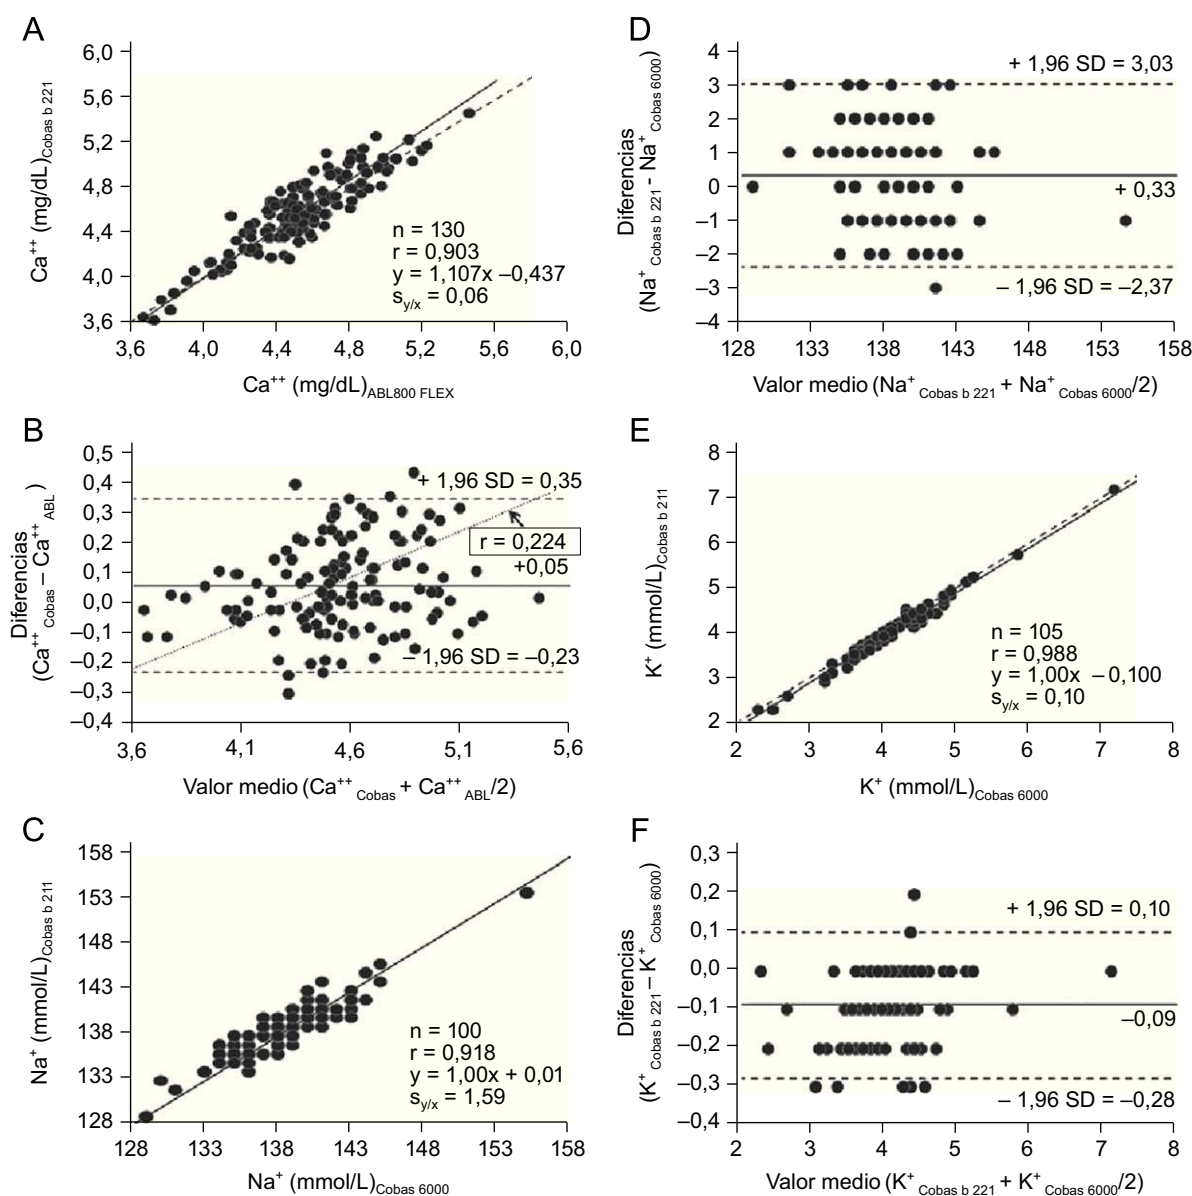 A
6,0
5,6
5,2
4,8
4,4
4,0
3,6
Ca++ (mg/dL)Cobas b 221
n = 130
r = 0,903
y = 1,107x –0,437
sy/x = 0,06
3,6 4,0 4,4 4,8 5,2 5,6 6,0
Ca++ (mg/dL)ABL800 FLEX
B
0,5
0,4
0,3
0,2
0,1
0,0
–0,1
–0,2
–0,3
–0,4
Diferencias
(Ca++ Cobas – Ca++ ABL)
+ 1,96 SD = 0,35
r = 0,224
+0,05
– 1,96 SD = –0,23
3,6 4,1 4,6 5,1 5,6
Valor medio (Ca++ Cobas + Ca++ ABL/2)
C
158
153
148
143
138
133
128
Na+ (mmol/L)Cobas b 211
n = 100
r = 0,918
y = 1,00x + 0,01
sy/x = 1,59
128 133 138 143 148 153 158
Na+ (mmol/L)Cobas 6000
D
4
3
2
1
0
–1
–2
–3
–4
Diferencias
(Na+ Cobas b 221 - Na+ Cobas 6000)
+ 1,96 SD = 3,03
+ 0,33
– 1,96 SD = –2,37
128 133 138 143 148 153 158
Valor medio (Na+ Cobas b 221 + Na+ Cobas 6000/2)
E
8
7
6
5
4
3
2
K+ (mmol/L)Cobas b 211
n = 105
r = 0,988
y = 1,00x –0,100
sy/x = 0,10
2 3 4 5 6 7 8
K+ (mmol/L)Cobas 6000
F
0,3
0,2
0,1
0,0
–0,1
–0,2
–0,3
–0,4
Diferencias
(K+ Cobas b 221 – K+ Cobas 6000)
+ 1,96 SD = 0,10
–0,09
– 1,96 SD = –0,28
2 3 4 5 6 7 8
Valor medio (K+ Cobas b 221 + K+ Cobas 6000/2)